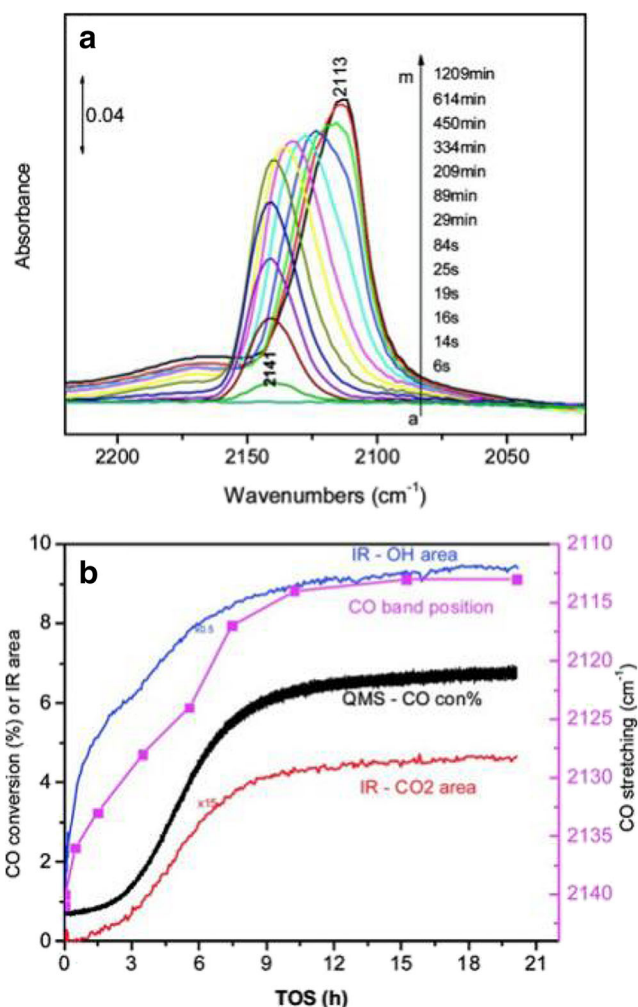 a
0.04
2113
2141
m
1209min
614min
450min
334min
209min
89min
29min
84s
25s
19s
16s
14s
6s
a
Absorbance
2200
2150
2100
2050
Wavenumbers (cm⁻¹)
b
10
8
6
4
2
0
CO conversion (%) or IR area
IR - OH area
x0.5
CO band position
QMS - CO con%
IR - CO2 area
x15
2110
2115
2120
2125
2130
2135
2140
CO stretching (cm⁻¹)
0
3
6
9
12
15
18
21
TOS (h)